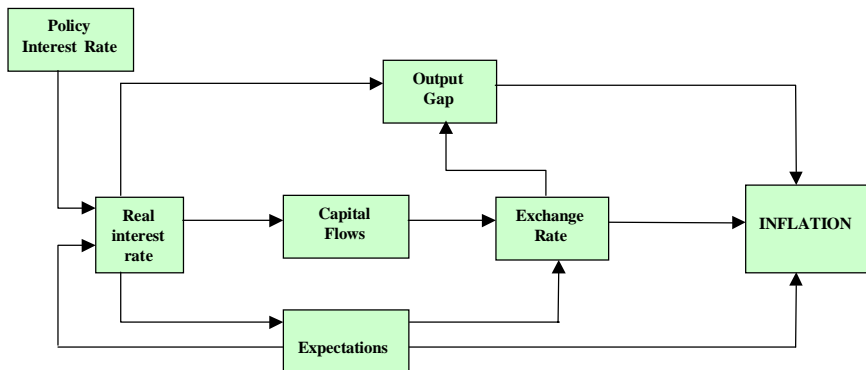 Policy
Interest Rate
Output
Gap
Real
interest
rate
Capital
Flows
Exchange
Rate
INFLATION
Expectations